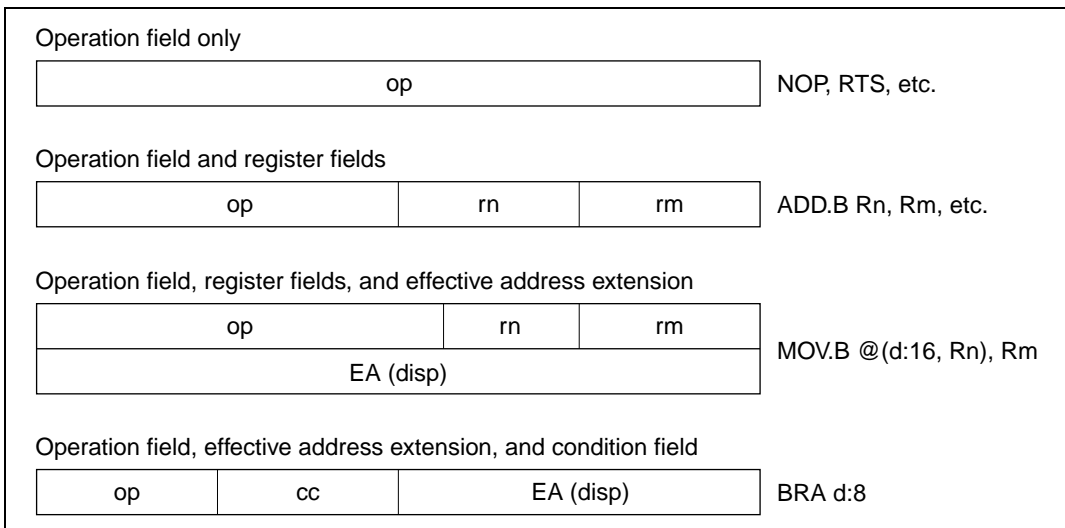 Operation field only
op
NOP, RTS, etc.
Operation field and register fields
op rn rm
ADD.B Rn, Rm, etc.
Operation field, register fields, and effective address extension
op rn rm
EA (disp)
MOV.B @(d:16, Rn), Rm
Operation field, effective address extension, and condition field
op cc EA (disp)
BRA d:8